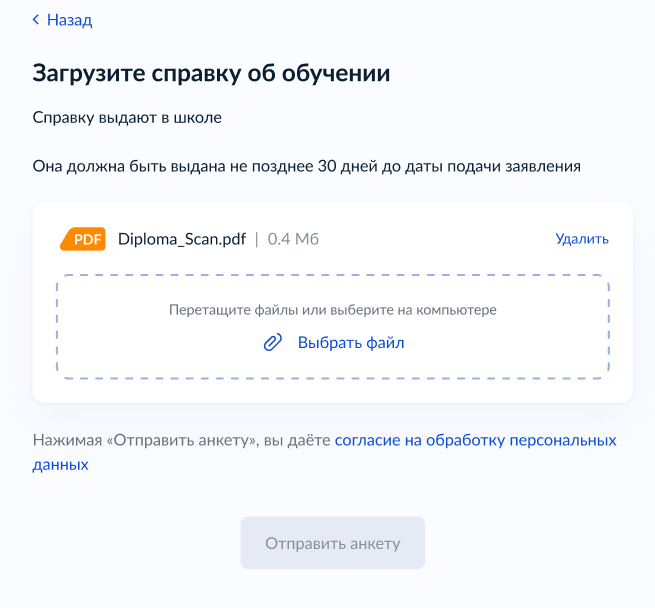 Назад
Загрузите справку об обучении
Справку выдают в школе
Она должна быть выдана не позднее 30 дней до даты подачи заявления
PDF Diploma_Scan.pdf | 0.4 Мб Удалить
Перетащите файлы или выберите на компьютере
Выбрать файл
Нажимая «Отправить анкету», вы даёте согласие на обработку персональных
данных
Отправить анкету